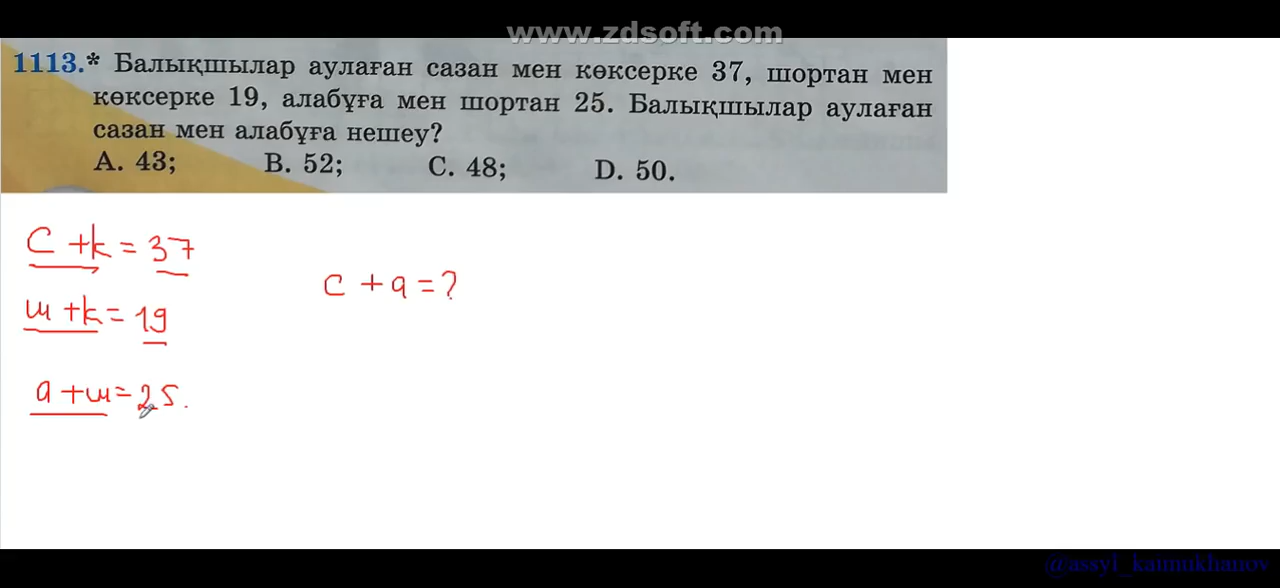 www.zdsoft.com
1113.* Балықшылар аулаған сазан мен көксерке 37, шортан мен
көксерке 19, алабұға мен шортан 25. Балықшылар аулаған
сазан мен алабұға нешеу?
A. 43; B. 52; C. 48; D. 50.
c + k = 37
ш + k = 19
c + a = ?
a + ш = 25.
@assyl_kaimukhanov